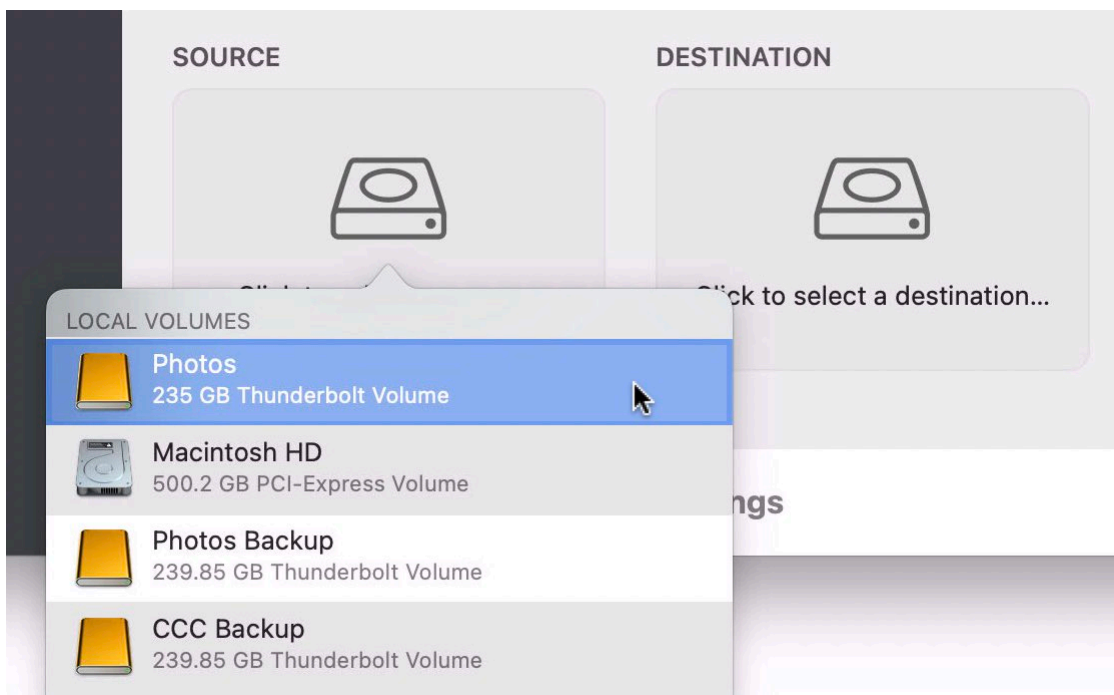 SOURCE
DESTINATION
Click to select a destination...
LOCAL VOLUMES
Photos
235 GB Thunderbolt Volume
Macintosh HD
500.2 GB PCI-Express Volume
Photos Backup
239.85 GB Thunderbolt Volume
CCC Backup
239.85 GB Thunderbolt Volume